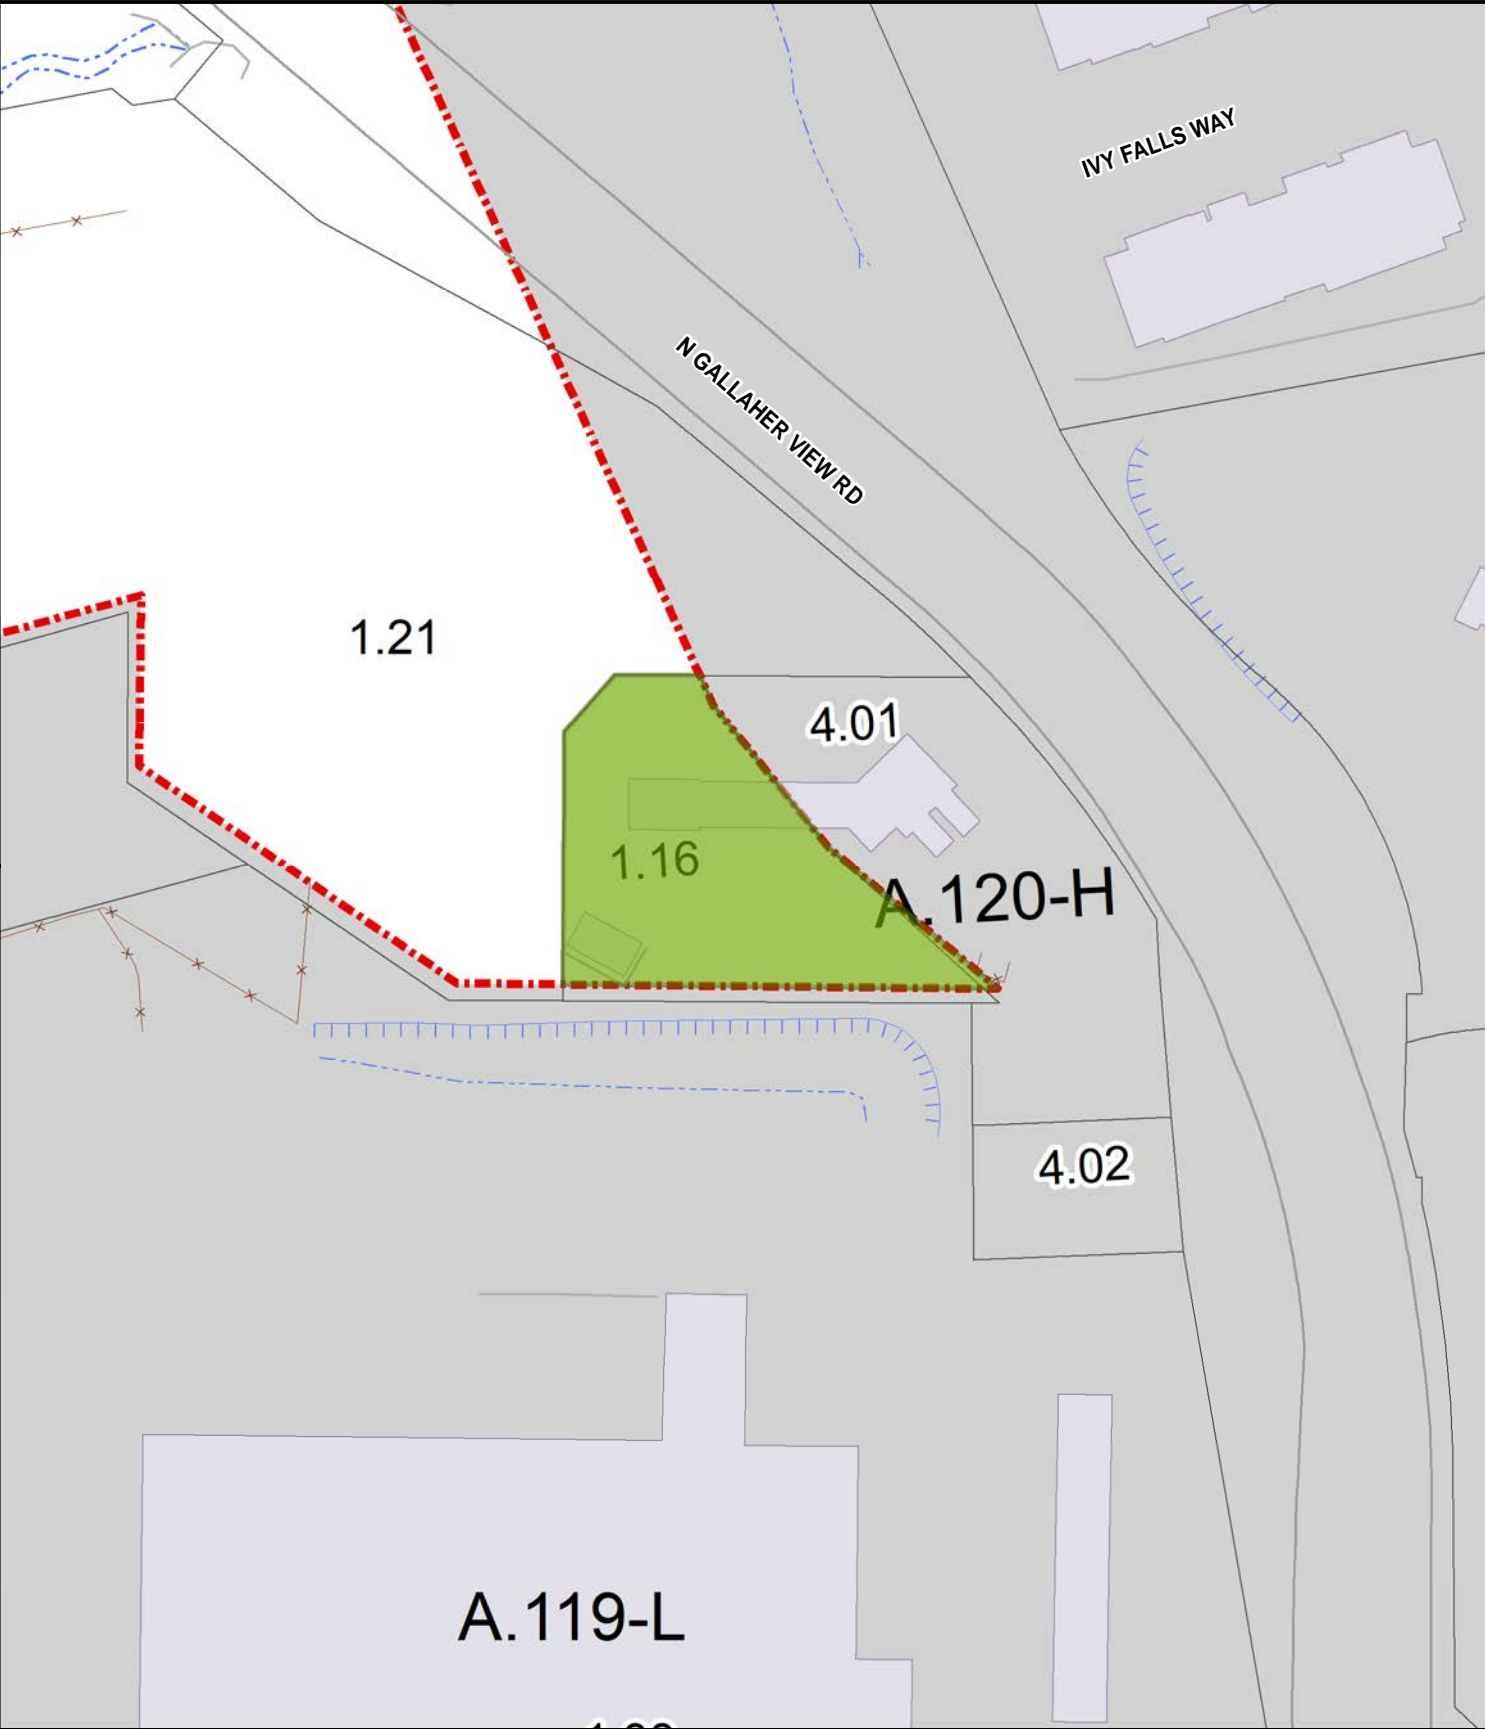 IVY FALLS WAY
N GALLAHER VIEW RD
1.21
4.01
1.16
A.120-H
4.02
A.119-L